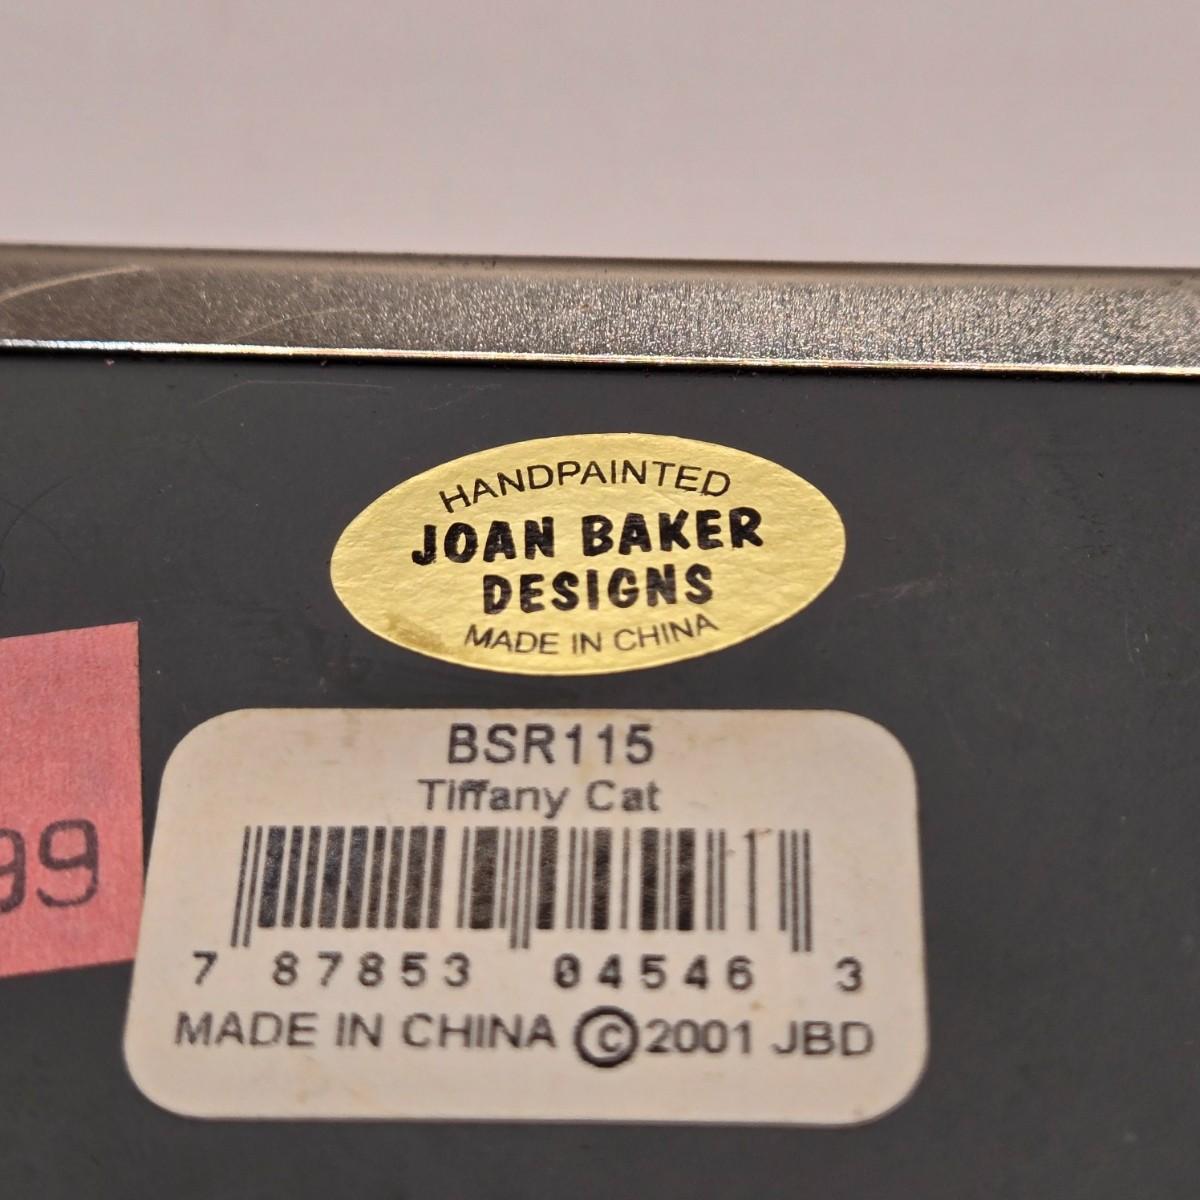 HANDPAINTED
JOAN BAKER
DESIGNS
MADE IN CHINA
BSR115
Tiffany Cat
7 87853 04546 3
MADE IN CHINA ©2001 JBD
99